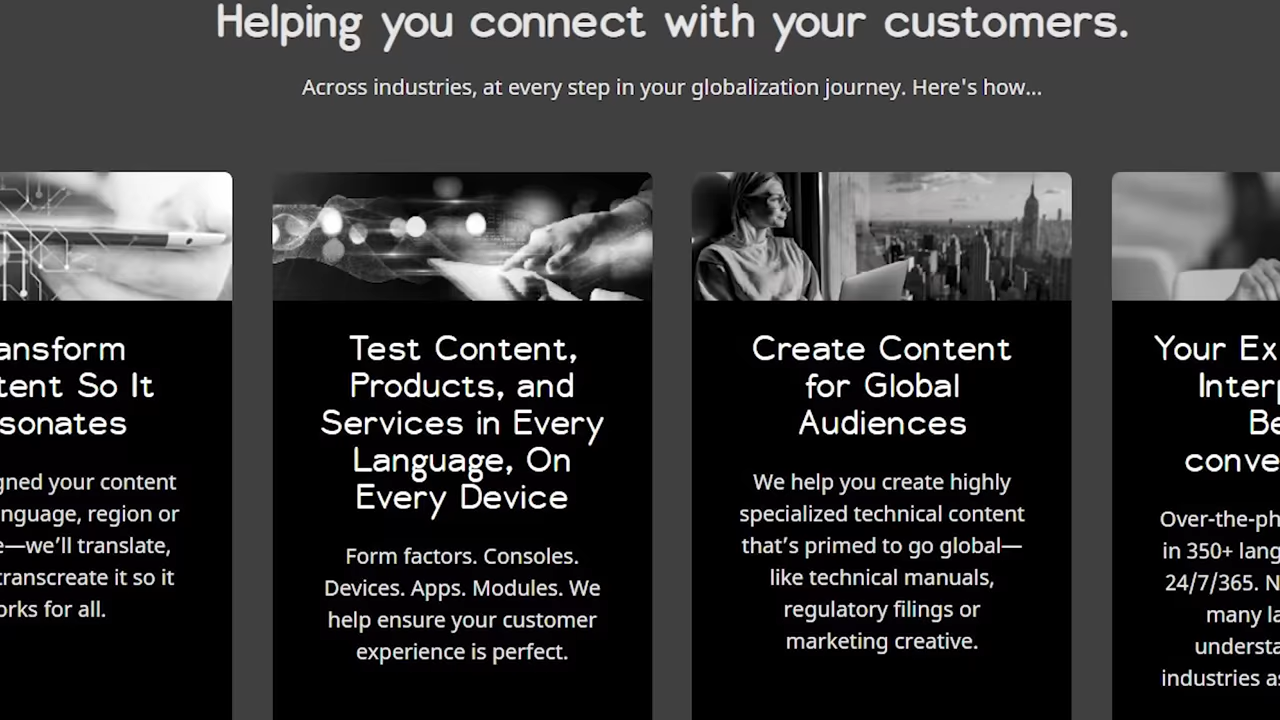 Helping you connect with your customers.
Across industries, at every step in your globalization journey. Here's how...
ansform
tent So It
sonates
gned your content
nguage, region or
e—we’ll translate,
transcreate it so it
orks for all.
Test Content,
Products, and
Services in Every
Language, On
Every Device
Form factors. Consoles.
Devices. Apps. Modules. We
help ensure your customer
experience is perfect.
Create Content
for Global
Audiences
We help you create highly
specialized technical content
that’s primed to go global—
like technical manuals,
regulatory filings or
marketing creative.
Your Ex
Interp
Be
conve
Over-the-ph
in 350+ lang
24/7/365. N
many la
understa
industries as